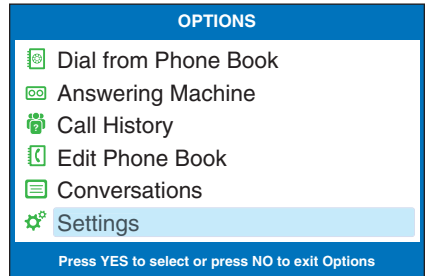 OPTIONS
Dial from Phone Book
Answering Machine
Call History
Edit Phone Book
Conversations
Settings
Press YES to select or press NO to exit Options